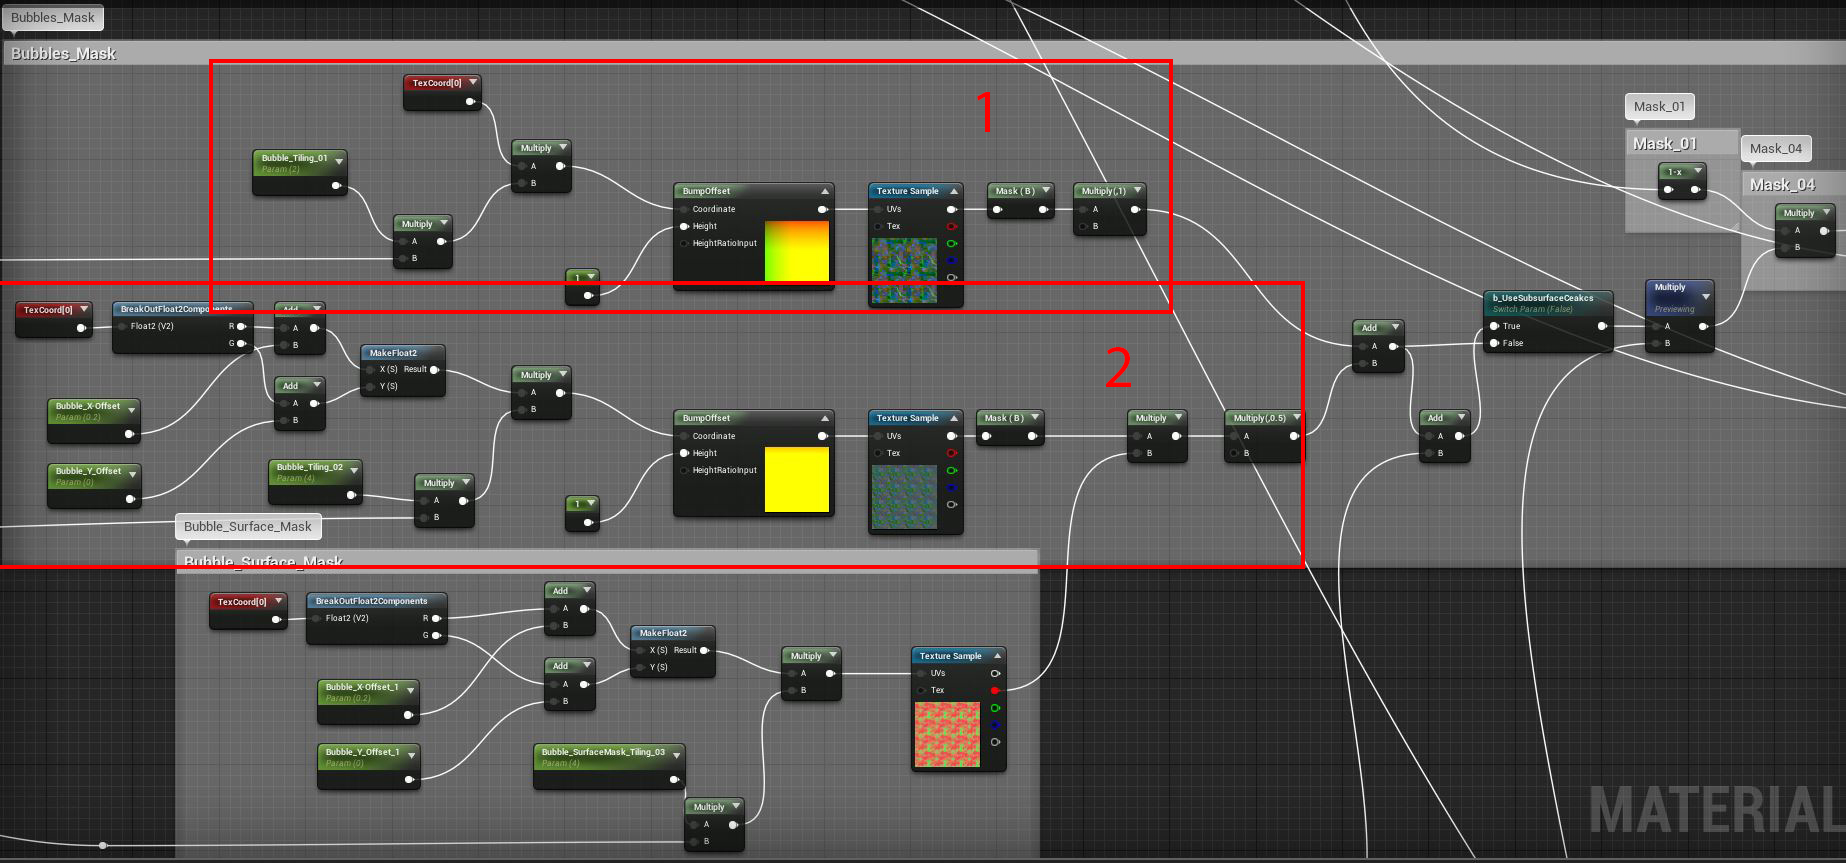 Bubbles_Mask
Bubbles_Mask
1
TexCoord[0]
Bubble_Tiling_01
Param (2)
Multiply
A
B
Multiply
A
B
1
BumpOffset
Coordinate
Height
HeightRatioInput
Texture Sample
UVs
Tex
Mask ( B )
Multiply(,1)
A
B
Mask_01
Mask_01
1-x
Mask_04
Mask_04
Multiply
A
B
2
TexCoord[0]
BreakOutFloat2Components
Float2 (V2)
R
G
Add
A
B
Add
A
B
Bubble_X-Offset
Param (0.2)
Bubble_Y_Offset
Param (0)
MakeFloat2
X (S) Result
Y (S)
Bubble_Tiling_02
Param (4)
Multiply
A
B
Multiply
A
B
1
BumpOffset
Coordinate
Height
HeightRatioInput
Texture Sample
UVs
Tex
Mask ( B )
Multiply
A
B
Multiply(,0.5)
A
B
Add
A
B
Add
A
B
b_UseSubsurfaceCeakcs
Switch Param (False)
True
False
Multiply
Previewing
A
B
Bubble_Surface_Mask
Bubble_Surface_Mask
TexCoord[0]
BreakOutFloat2Components
Float2 (V2)
R
G
Add
A
B
Add
A
B
Bubble_X-Offset_1
Param (0.2)
Bubble_Y_Offset_1
Param (0)
MakeFloat2
X (S) Result
Y (S)
Bubble_SurfaceMask_Tiling_03
Param (4)
Multiply
A
B
Multiply
A
B
Texture Sample
UVs
Tex
MATERIAL